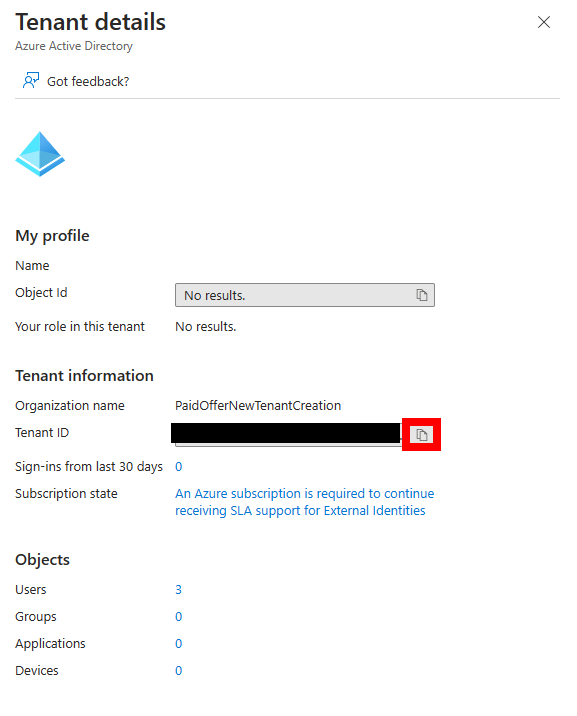 Tenant details
Azure Active Directory
Got feedback?
My profile
Name
Object Id No results.
Your role in this tenant No results.
Tenant information
Organization name PaidOfferNewTenantCreation
Tenant ID
Sign-ins from last 30 days 0
Subscription state An Azure subscription is required to continue
receiving SLA support for External Identities
Objects
Users 3
Groups 0
Applications 0
Devices 0